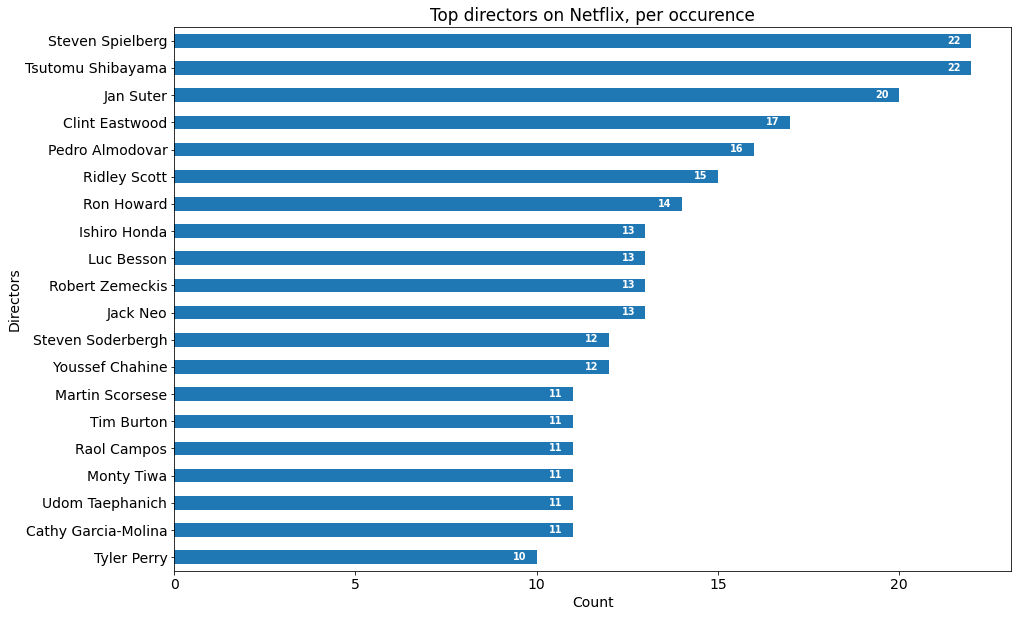 Top directors on Netflix, per occurence
Directors
Steven Spielberg 22
Tsutomu Shibayama 22
Jan Suter 20
Clint Eastwood 17
Pedro Almodovar 16
Ridley Scott 15
Ron Howard 14
Ishiro Honda 13
Luc Besson 13
Robert Zemeckis 13
Jack Neo 13
Steven Soderbergh 12
Youssef Chahine 12
Martin Scorsese 11
Tim Burton 11
Raol Campos 11
Monty Tiwa 11
Udom Taephanich 11
Cathy Garcia-Molina 11
Tyler Perry 10
0 5 10 15 20
Count